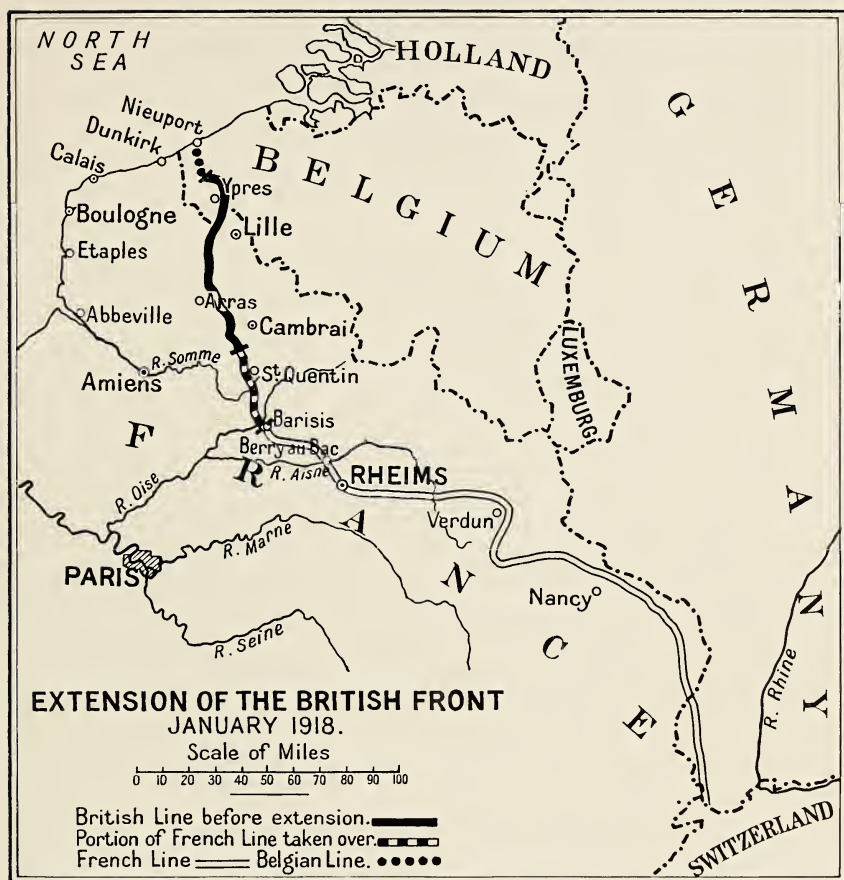 NORTH
SEA
HOLLAND
GERMANY
Nieuport
Dunkirk
BELGIUM
Calais
Ypres
Boulogne
Lille
Etaples
Arras
Abbeville
Cambrai
LUXEMBURG
R. Somme
Amiens
St. Quentin
FRANCE
Barisis
Berry au Bac
R. Aisne
RHEIMS
R. Oise
Verdun
R. Marne
PARIS
Nancy
R. Seine
R. Rhine
EXTENSION OF THE BRITISH FRONT
JANUARY 1918.
Scale of Miles
0 10 20 30 40 50 60 70 80 90 100
British Line before extension.
Portion of French Line taken over.
French Line Belgian Line.
SWITZERLAND